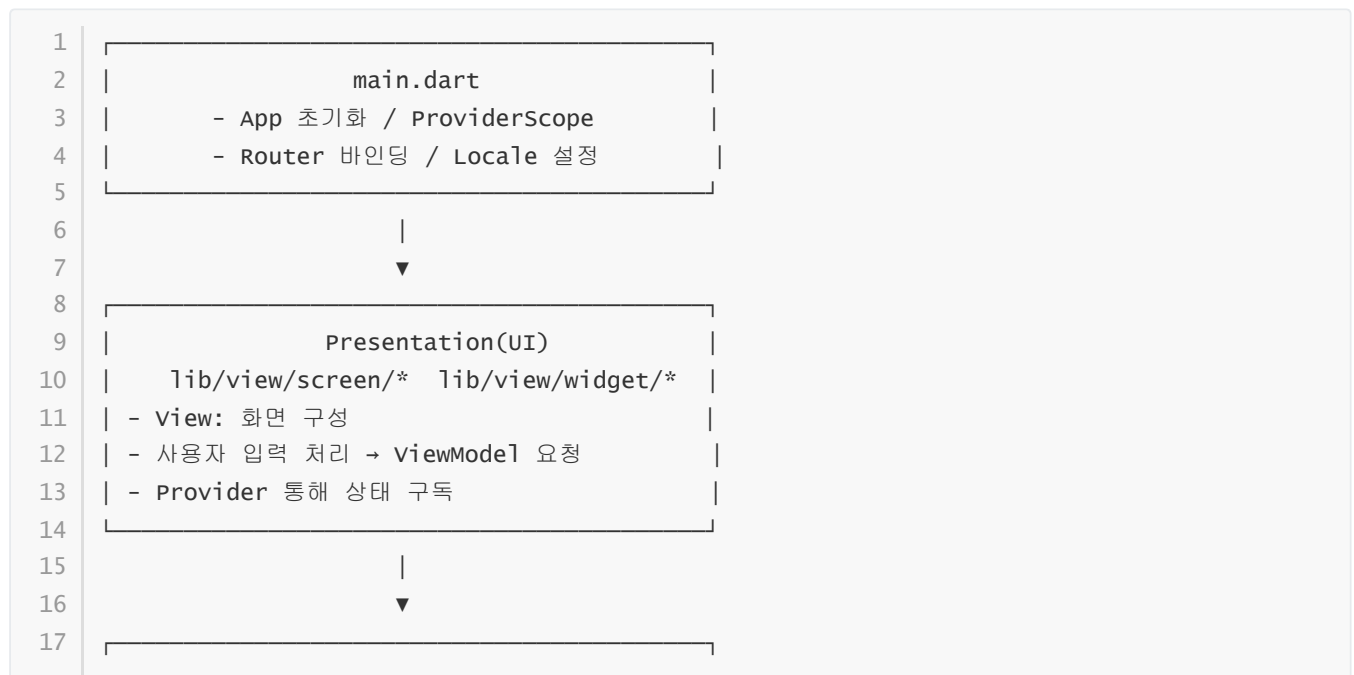 1 ┌───────────────────────────────────────────┐
2 │                 main.dart                 │
3 │       - App 초기화 / ProviderScope        │
4 │       - Router 바인딩 / Locale 설정        │
5 └───────────────────────────────────────────┘
6                     │
7                     ▼
8 ┌───────────────────────────────────────────┐
9 │               Presentation(UI)            │
10 │    lib/view/screen/*  lib/view/widget/*  │
11 │ - View: 화면 구성                          │
12 │ - 사용자 입력 처리 → ViewModel 요청         │
13 │ - Provider 통해 상태 구독                   │
14 └───────────────────────────────────────────┘
15                     │
16                     ▼
17 ┌───────────────────────────────────────────┐